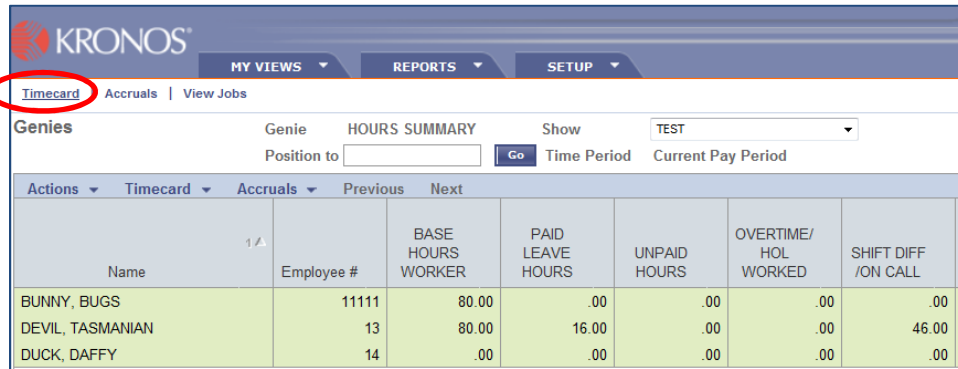 KRONOS®
MY VIEWS REPORTS SETUP
Timecard Accruals | View Jobs
Genies Genie HOURS SUMMARY Show TEST
Position to Go Time Period Current Pay Period
Actions Timecard Accruals Previous Next
1
Name Employee # BASE HOURS WORKER PAID LEAVE HOURS UNPAID HOURS OVERTIME/ HOL WORKED SHIFT DIFF /ON CALL
BUNNY, BUGS 11111 80.00 .00 .00 .00 .00
DEVIL, TASMANIAN 13 80.00 16.00 .00 .00 46.00
DUCK, DAFFY 14 .00 .00 .00 .00 .00